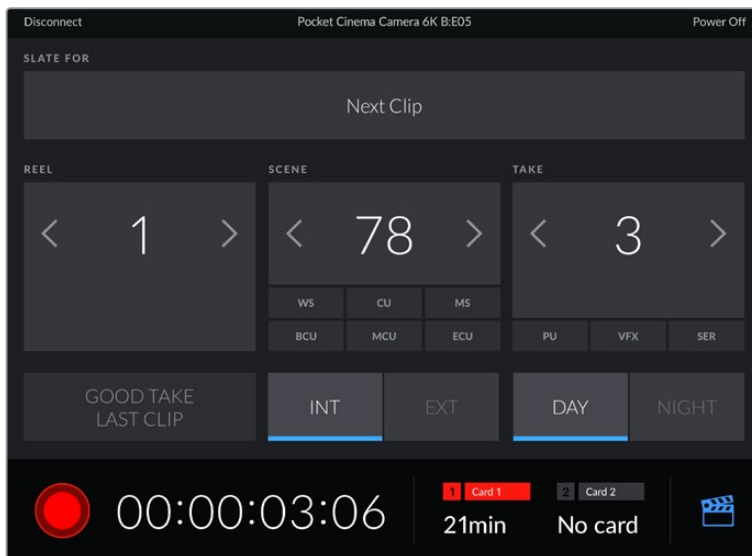 Disconnect Pocket Cinema Camera 6K B:E05 Power Off
SLATE FOR
Next Clip
REEL SCENE TAKE
< 1 > < 78 > < 3 >
WS CU MS
BCU MCU ECU PU VFX SER
GOOD TAKE
LAST CLIP
INT EXT DAY NIGHT
00:00:03:06
1 Card 1 2 Card 2
21min No card